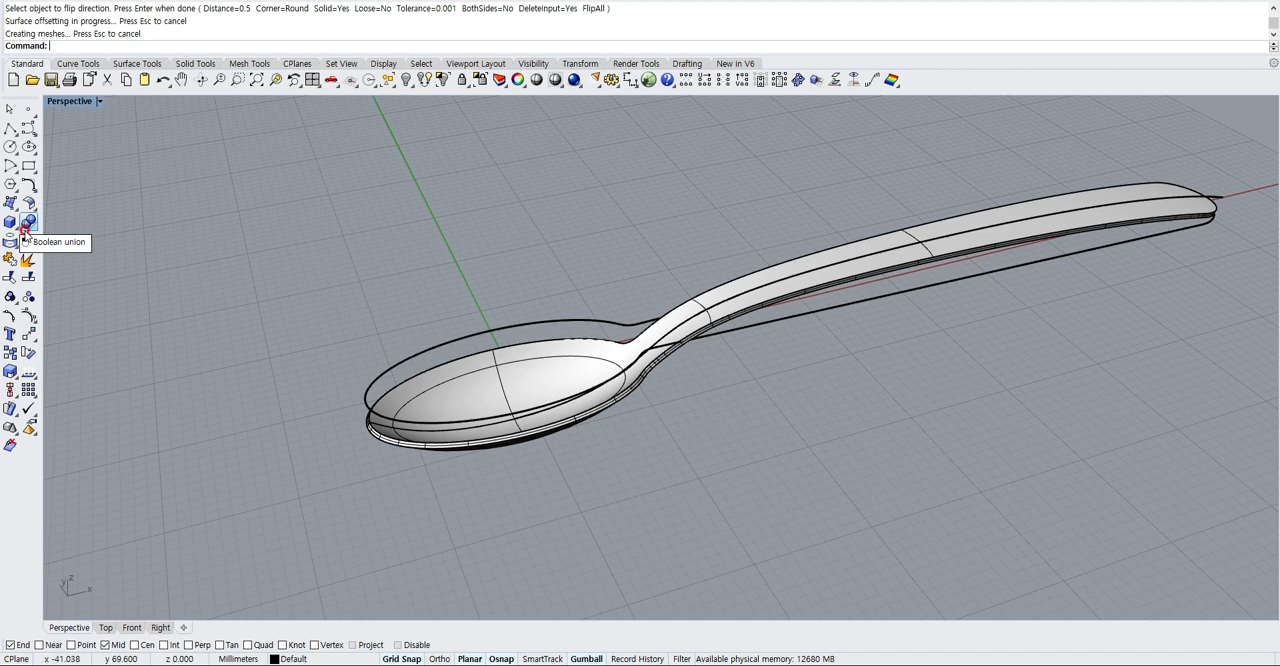 Select object to flip direction. Press Enter when done ( Distance=0.5 Corner=Round Solid=Yes Loose=No Tolerance=0.001 BothSides=No DeleteInput=Yes FlipAll )
Surface offsetting in progress... Press Esc to cancel
Creating meshes... Press Esc to cancel
Command:
Standard Curve Tools Surface Tools Solid Tools Mesh Tools CPlanes Set View Display Select Viewport Layout Visibility Transform Render Tools Drafting New in V6
Perspective
Boolean union
z
y
x
Perspective Top Front Right
End Near Point Mid Cen Int Perp Tan Quad Knot Vertex Project Disable
CPlane x -41.038 y 69.600 z 0.000 Millimeters Default Grid Snap Ortho Planar Osnap SmartTrack Gumball Record History Filter Available physical memory: 12680 MB